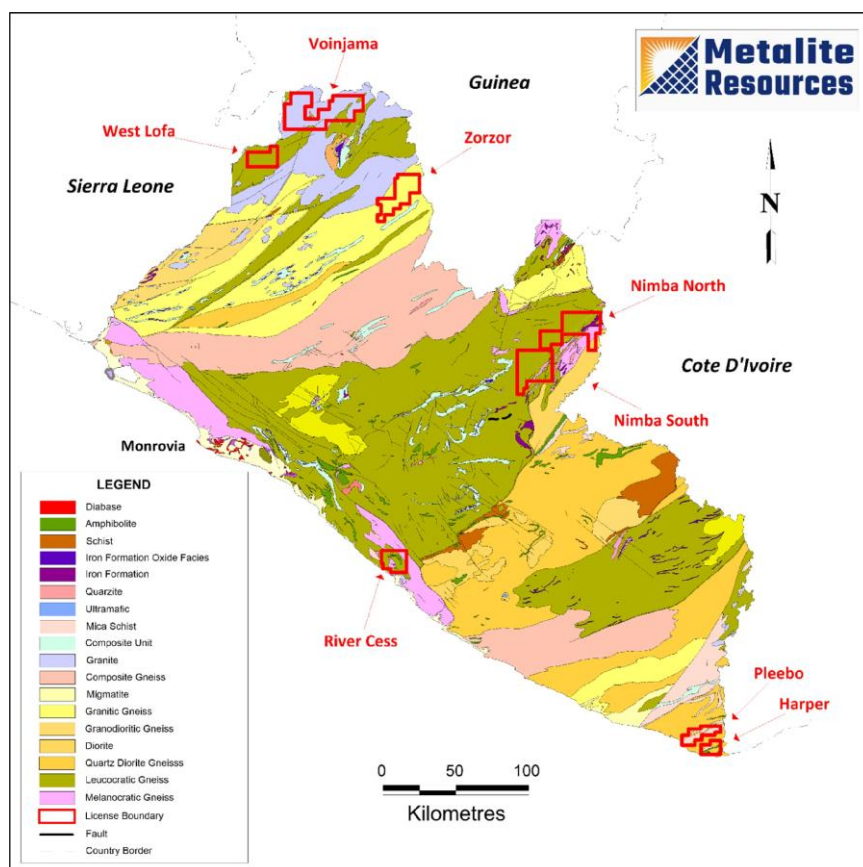 Voinjama
Metalite
Resources
Guinea
West Lofa
Zorzor
Sierra Leone
N
Nimba North
Cote D'Ivoire
Nimba South
Monrovia
LEGEND
Diabase
Amphibolite
Schist
Iron Formation Oxide Facies
Iron Formation
Quarzite
Ultramafic
Mica Schist
Composite Unit
Granite
Composite Gneiss
Migmatite
Granitic Gneiss
Granodioritic Gneiss
Diorite
Quartz Diorite Gneisss
Leucocratic Gneiss
Melanocratic Gneiss
License Boundary
Fault
Country Border
River Cess
Pleebo
Harper
0 50 100
Kilometres